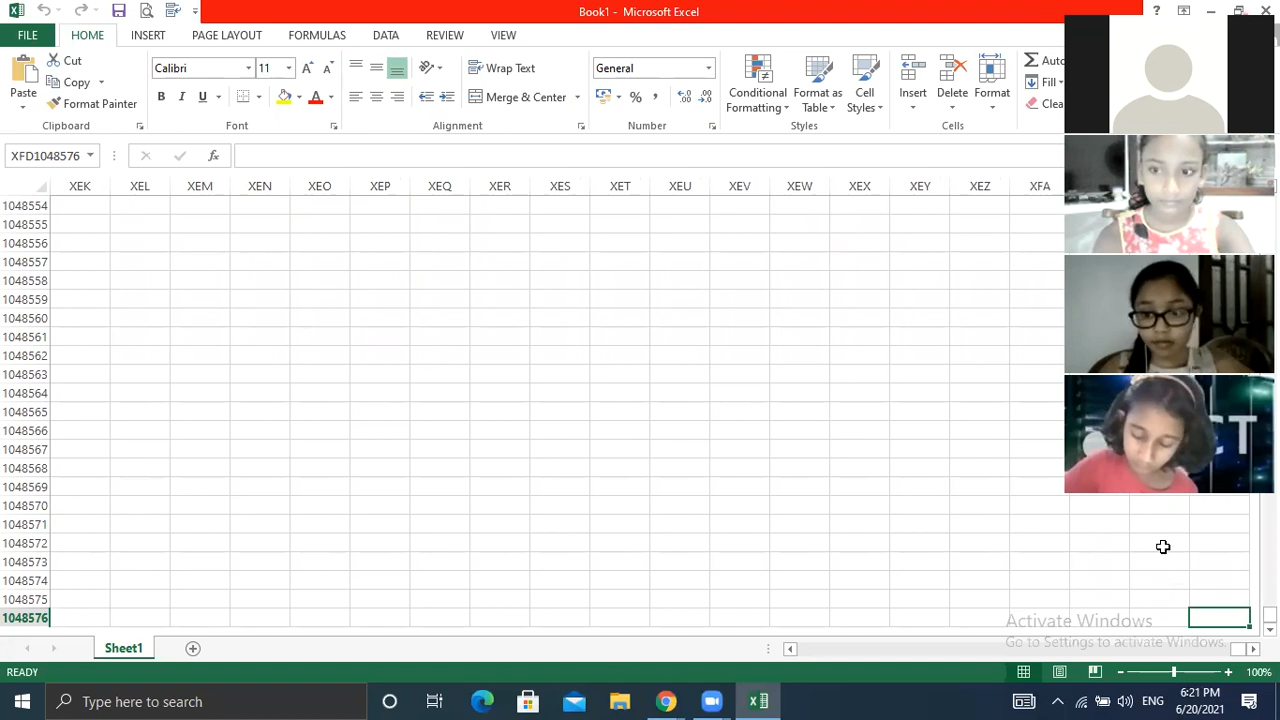 Book1 - Microsoft Excel
FILE HOME INSERT PAGE LAYOUT FORMULAS DATA REVIEW VIEW
Cut
Copy
Format Painter
Paste
Clipboard
Calibri 11
B I U A
Font
Wrap Text
Merge & Center
Alignment
General
% ,
Number
Conditional Formatting
Format as Table
Cell Styles
Styles
Insert Delete Format
Cells
Auto
Fill
Clea
XFD1048576
fx
XEK XEL XEM XEN XEO XEP XEQ XER XES XET XEU XEV XEW XEX XEY XEZ XFA
1048554
1048555
1048556
1048557
1048558
1048559
1048560
1048561
1048562
1048563
1048564
1048565
1048566
1048567
1048568
1048569
1048570
1048571
1048572
1048573
1048574
1048575
1048576
Activate Windows
Go to Settings to activate Windows.
Sheet1
READY
100%
Type here to search
ENG
6:21 PM
6/20/2021